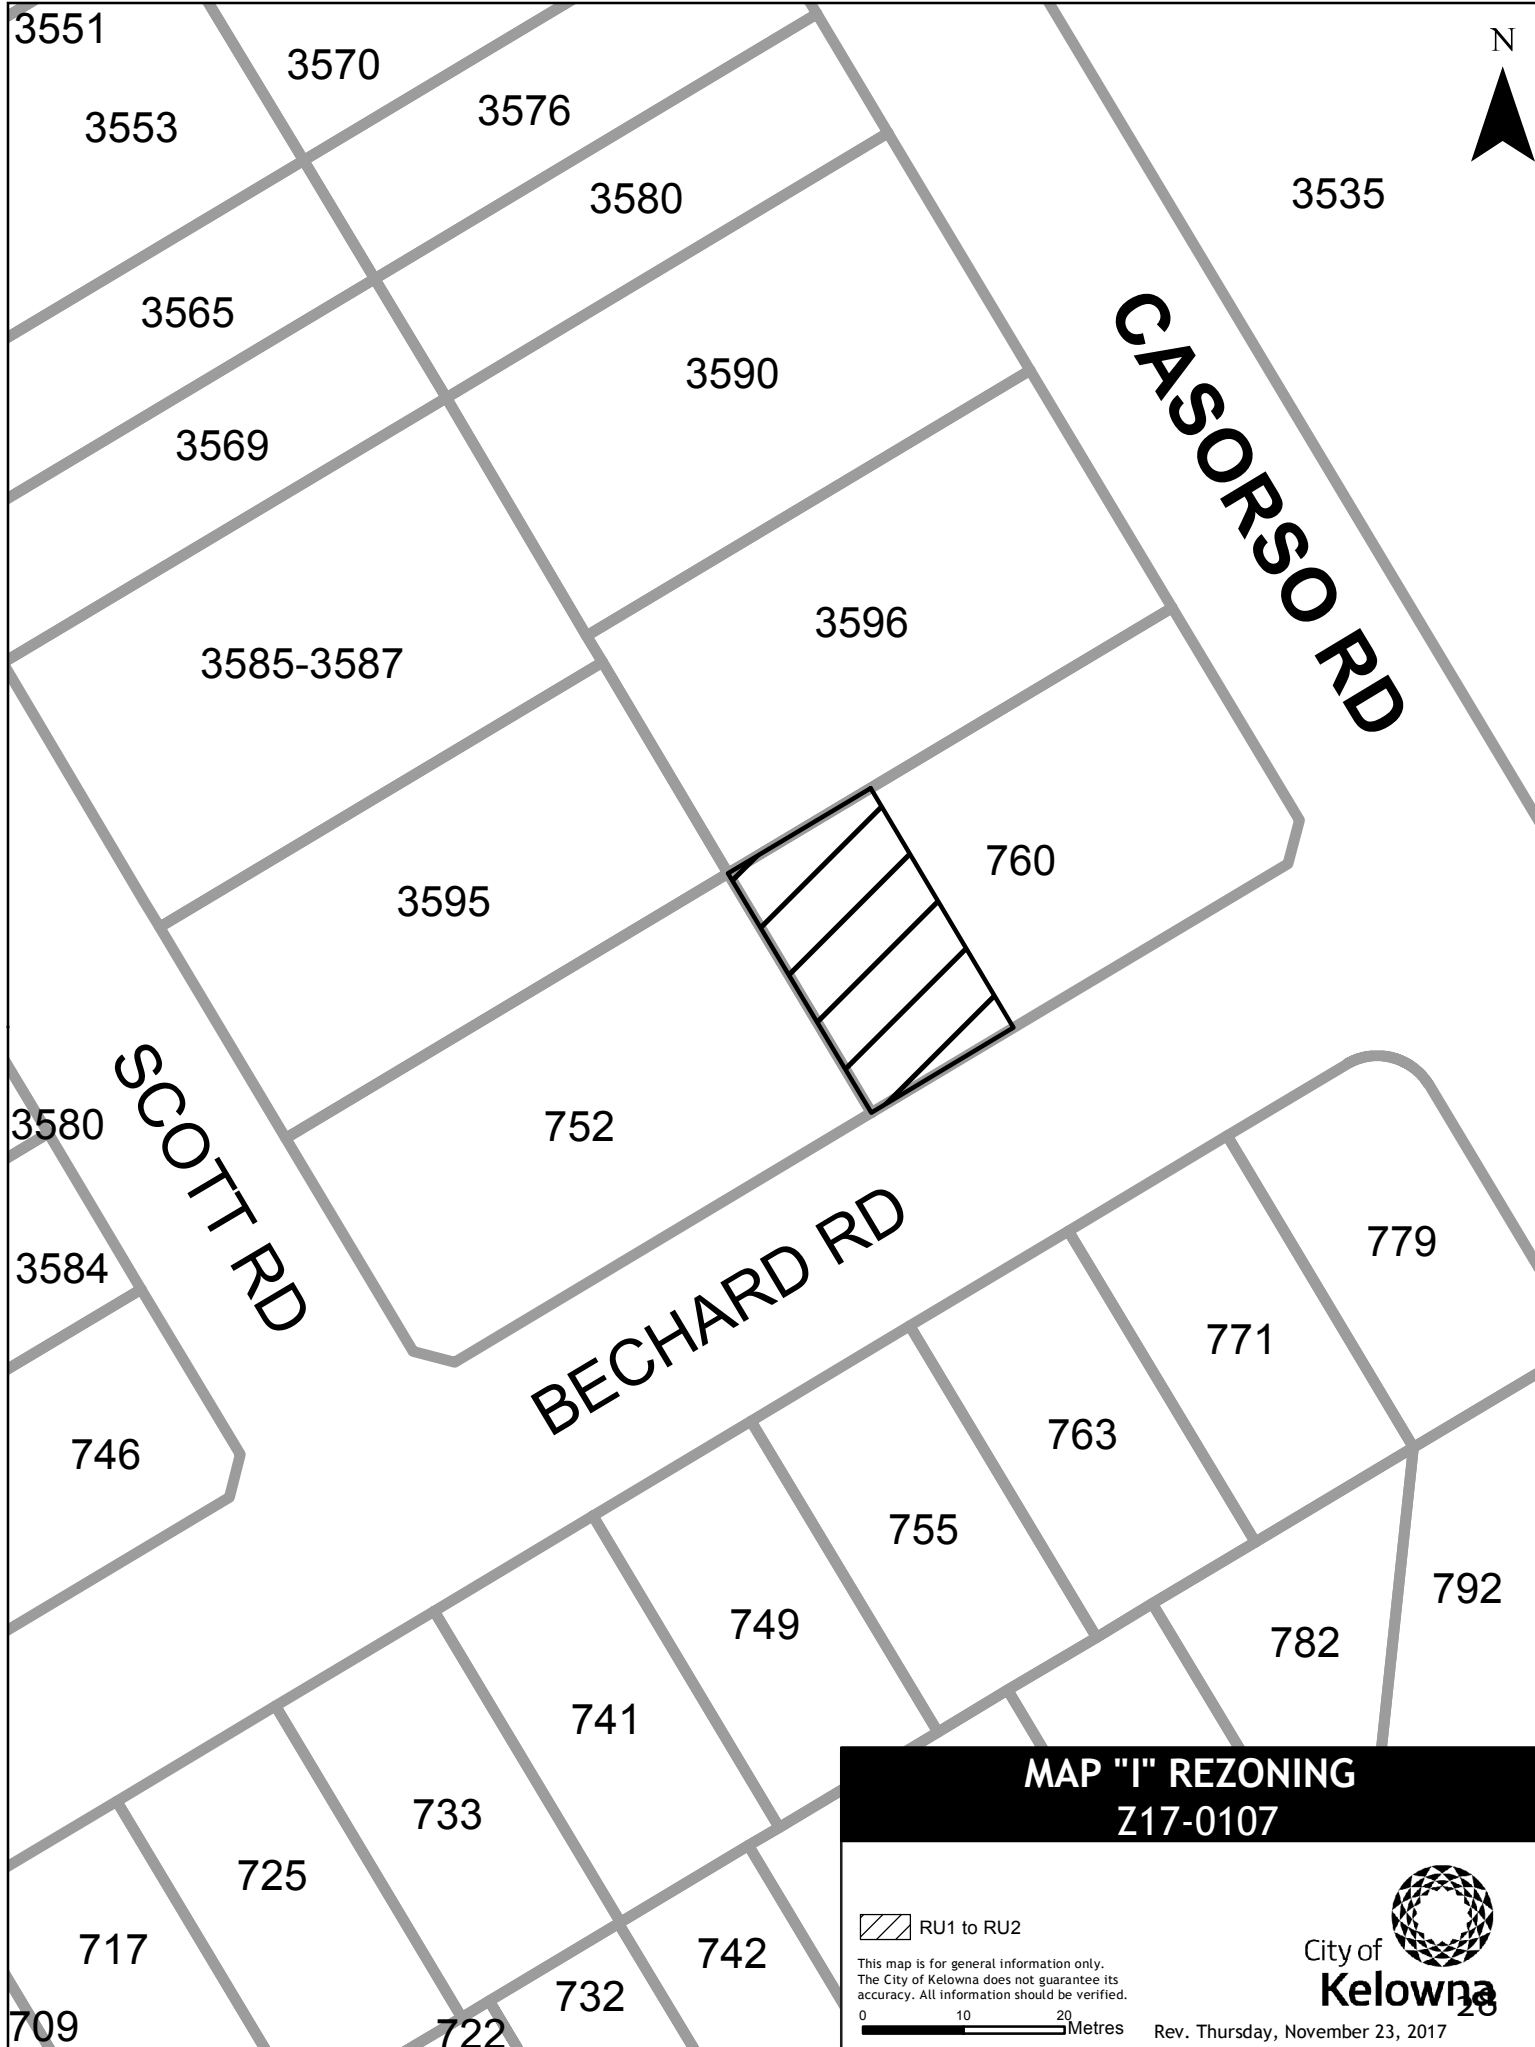 3551
3570
N
3576
3553
3535
3580
3565
3590
CASORSO RD
3569
3596
3585-3587
760
3595
SCOTT RD
3580
752
BECHARD RD
779
3584
771
763
746
755
792
749
782
741
MAP "I" REZONING
733
Z17-0107
725
RU1 to RU2
717
742
City of
This map is for general information only.
The City of Kelowna does not guarantee its
accuracy. All information should be verified.
Kelowna
732
28
0 10 20
Metres
709
722
Rev. Thursday, November 23, 2017